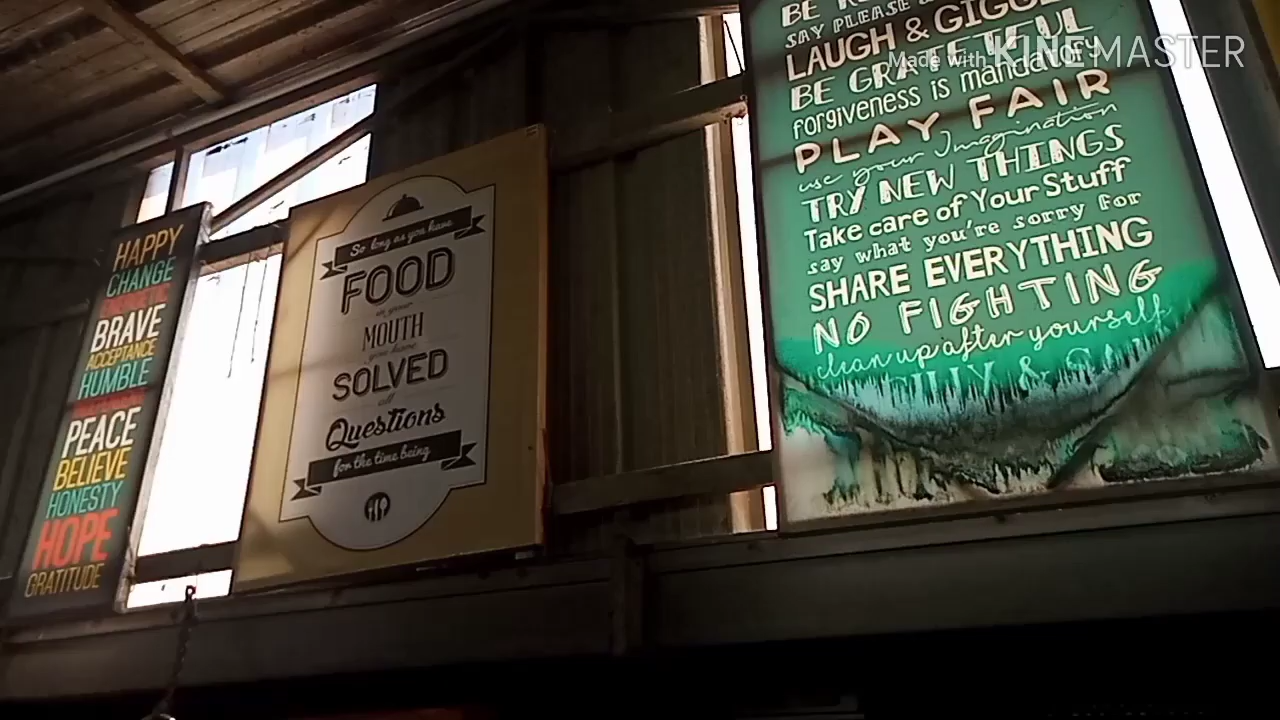 HAPPY
CHANGE
BRAVE
ACCEPTANCE
HUMBLE
PEACE
BELIEVE
HONESTY
HOPE
GRATITUDE
So long as you have
FOOD
in your
MOUTH
you have
SOLVED
all
Questions
for the time being
BE
SAY PLEASE
LAUGH & GIGGLE
BE GRATEFUL
forgiveness is mandatory
PLAY FAIR
use your Imagination
TRY NEW THINGS
Take care of Your Stuff
say what you're sorry for
SHARE EVERYTHING
NO FIGHTING
clean up after yourself
Made with KINEMASTER